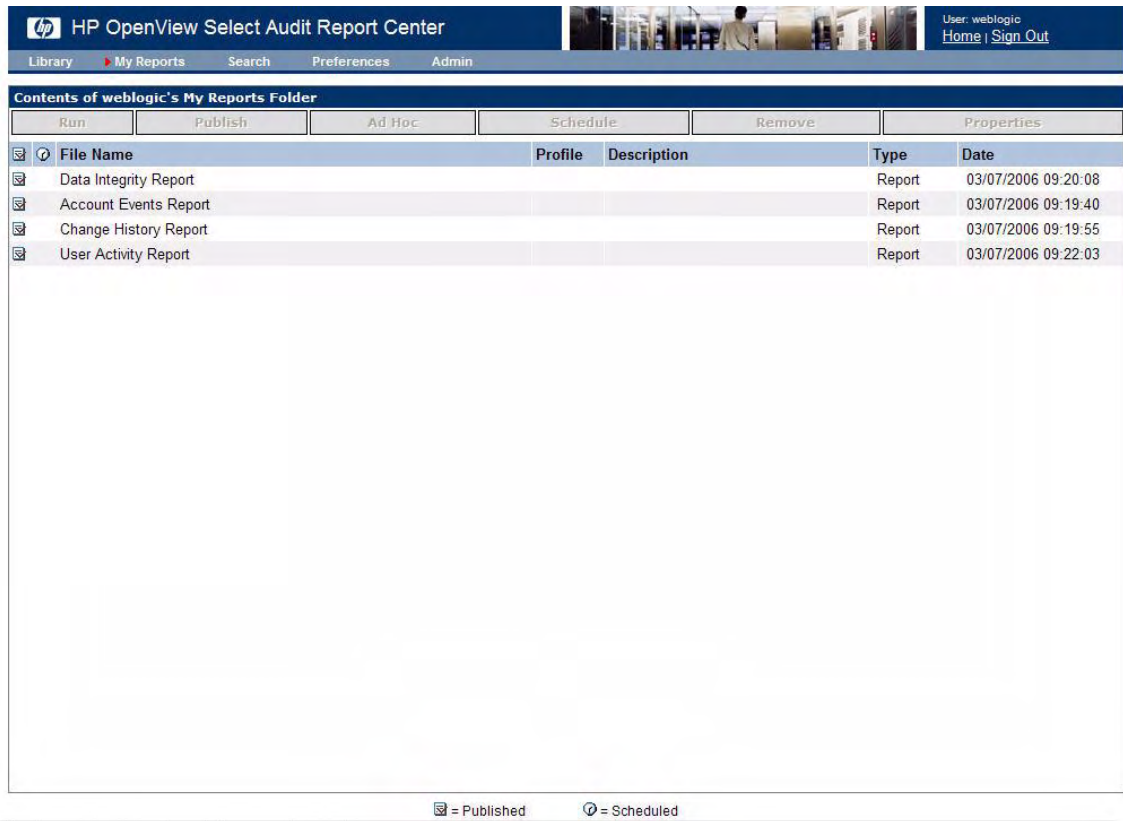 hp HP OpenView Select Audit Report Center
User: weblogic
Home | Sign Out
Library My Reports Search Preferences Admin
Contents of weblogic's My Reports Folder
Run Publish Ad Hoc Schedule Remove Properties
File Name Profile Description Type Date
Data Integrity Report Report 03/07/2006 09:20:08
Account Events Report Report 03/07/2006 09:19:40
Change History Report Report 03/07/2006 09:19:55
User Activity Report Report 03/07/2006 09:22:03
= Published = Scheduled